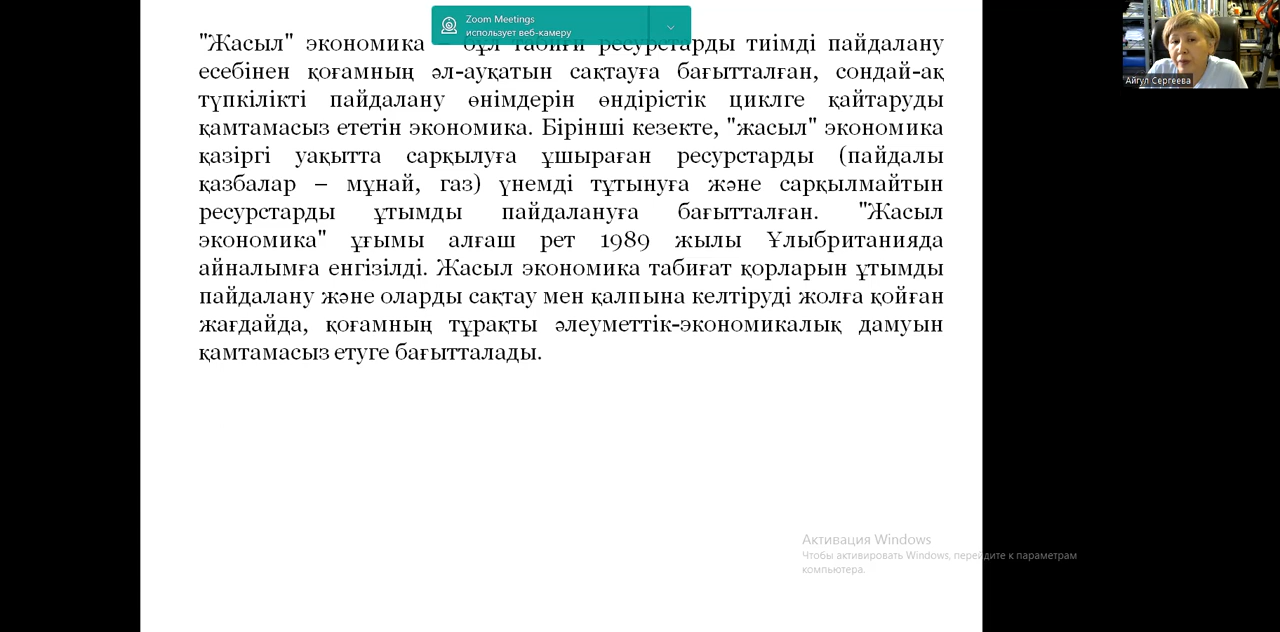 Zoom Meetings
использует веб-камеру
"Жасыл" экономика – бұл табиғи ресурстарды тиімді пайдалану
есебінен қоғамның әл-ауқатын сақтауға бағытталған, сондай-ақ
түпкілікті пайдалану өнімдерін өндірістік циклге қайтаруды
қамтамасыз ететін экономика. Бірінші кезекте, "жасыл" экономика
қазіргі уақытта сарқылуға ұшыраған ресурстарды (пайдалы
қазбалар – мұнай, газ) үнемді тұтынуға және сарқылмайтын
ресурстарды ұтымды пайдалануға бағытталған. "Жасыл
экономика" ұғымы алғаш рет 1989 жылы Ұлыбританияда
айналымға енгізілді. Жасыл экономика табиғат қорларын ұтымды
пайдалану және оларды сақтау мен қалпына келтіруді жолға қойған
жағдайда, қоғамның тұрақты әлеуметтік-экономикалық дамуын
қамтамасыз етуге бағытталады.
Айгул Сергеева
Активация Windows
Чтобы активировать Windows, перейдите к параметрам
компьютера.